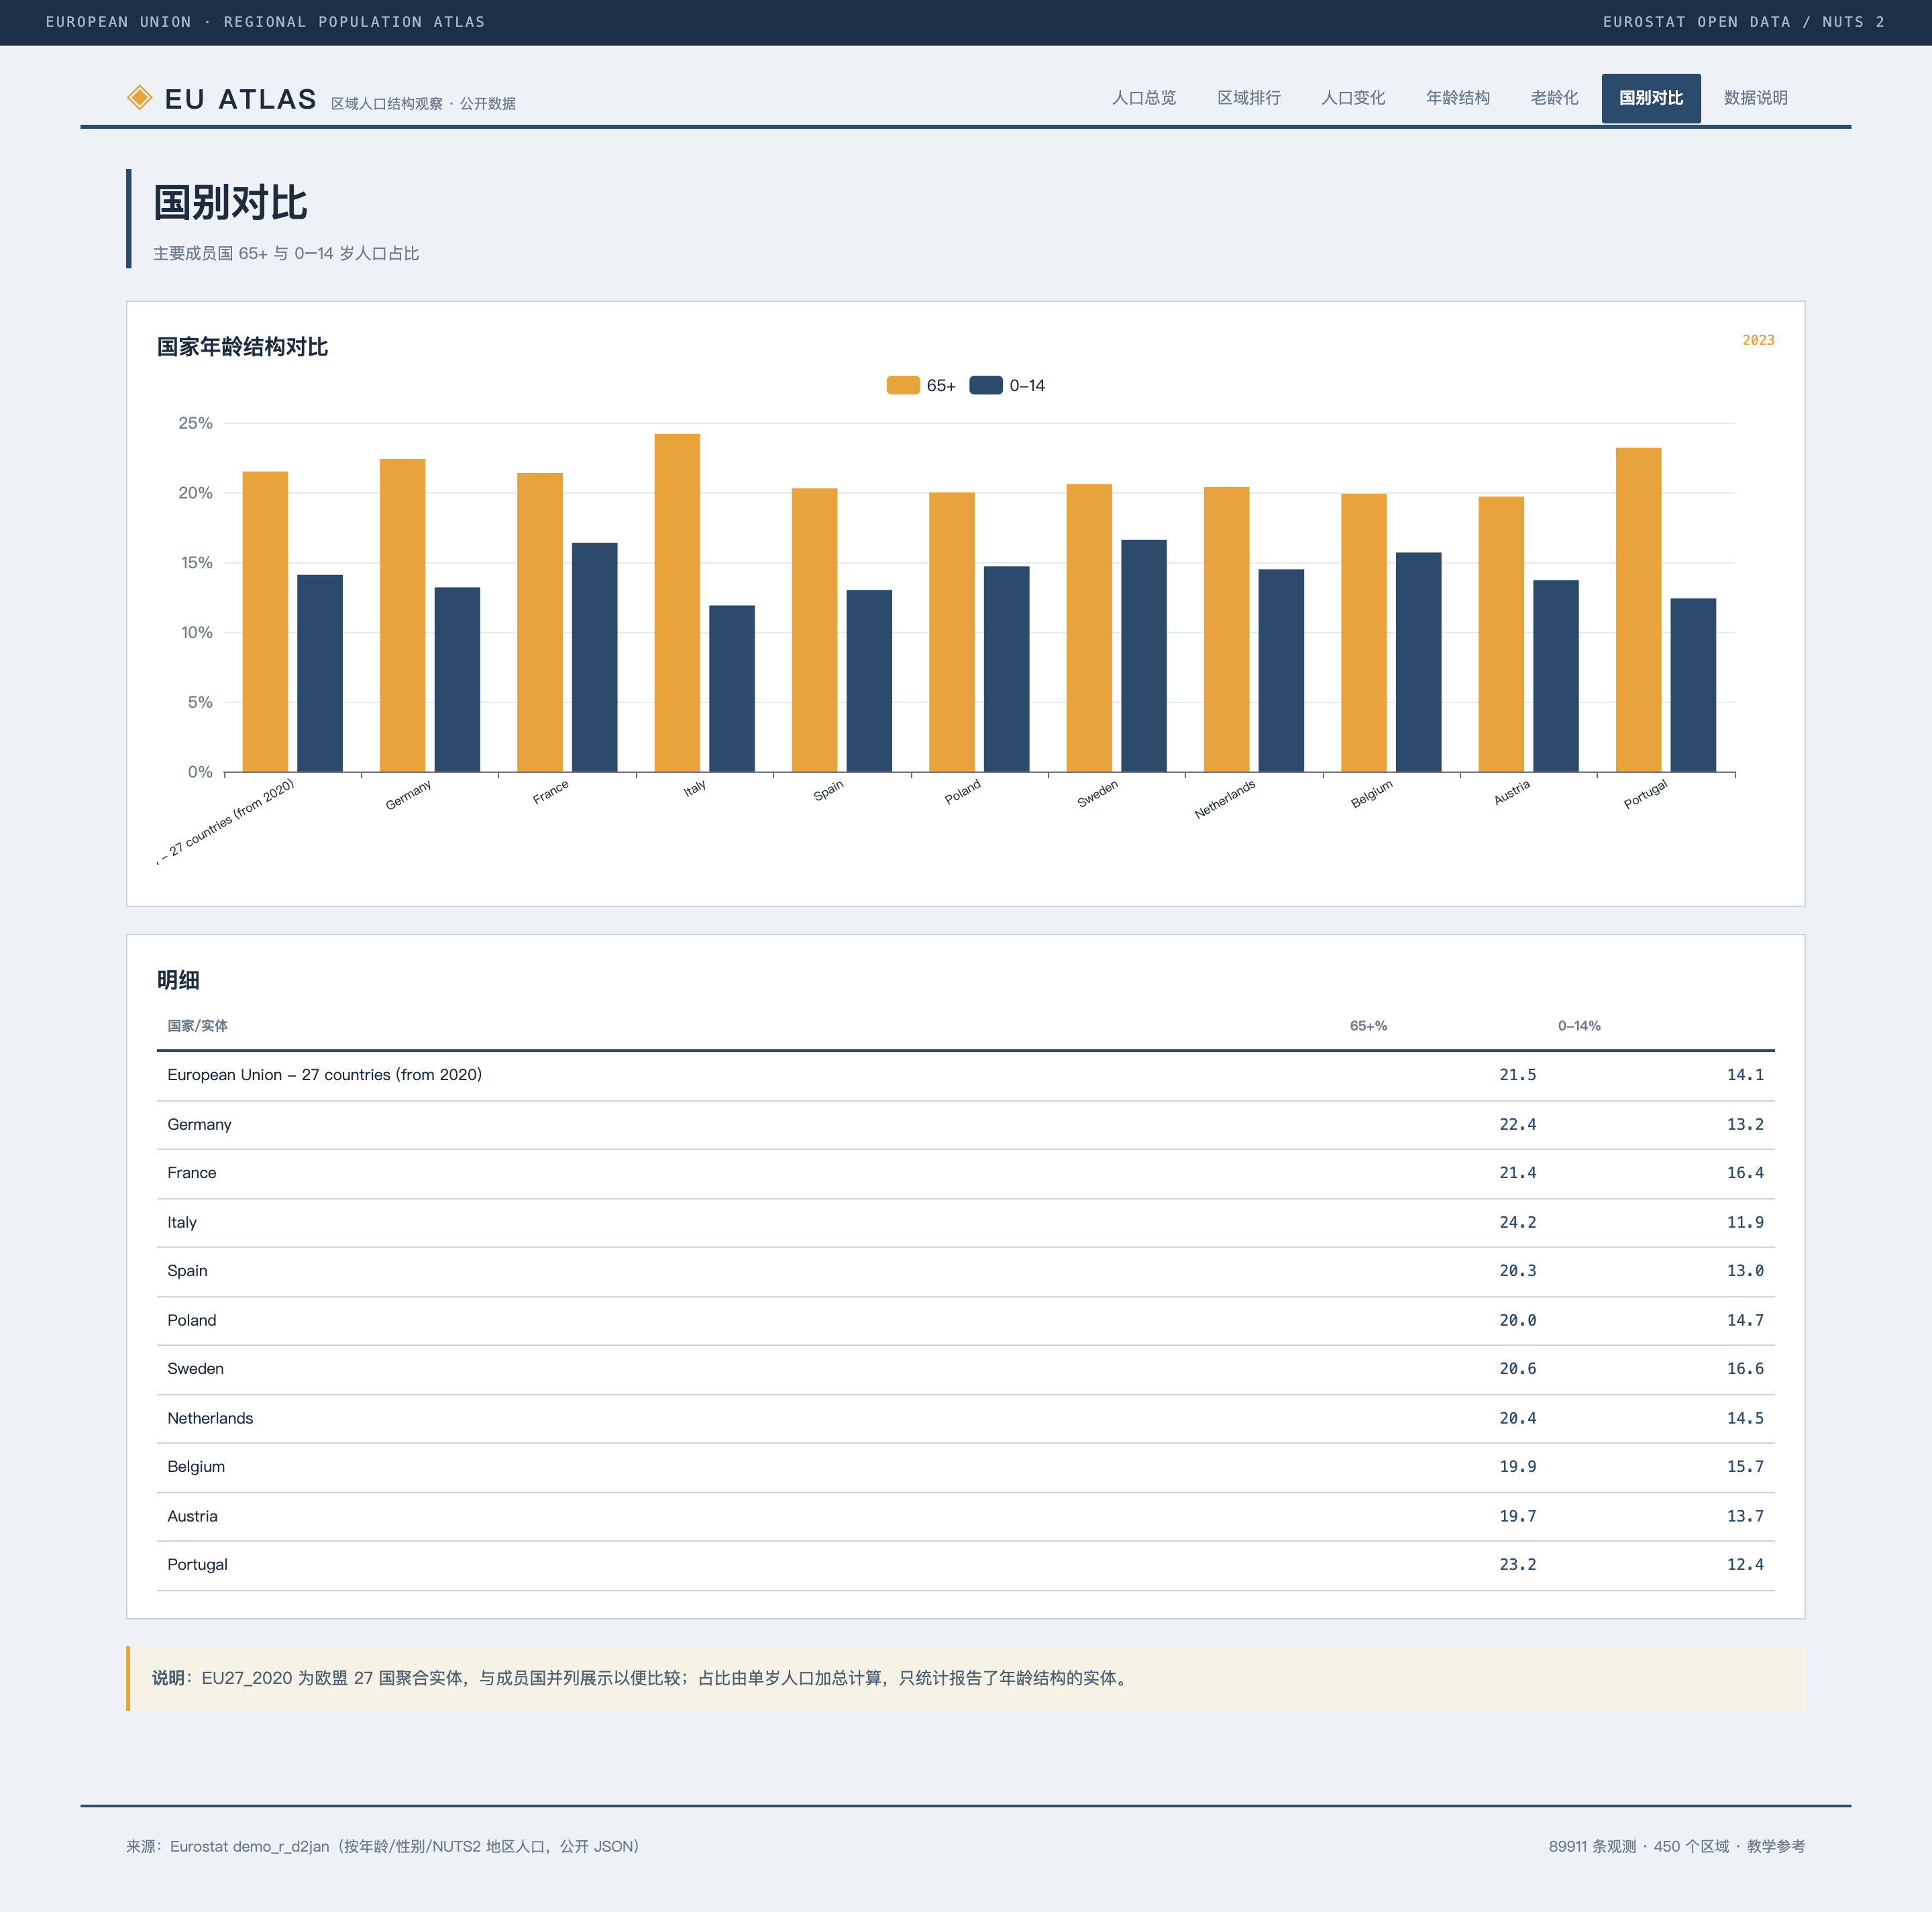 EUROPEAN UNION · REGIONAL POPULATION ATLAS
EUROSTAT OPEN DATA / NUTS 2
EU ATLAS 区域人口结构观察 · 公开数据
人口总览 区域排行 人口变化 年龄结构 老龄化 国别对比 数据说明
国别对比
主要成员国 65+ 与 0—14 岁人口占比
国家年龄结构对比
2023
65+ 0–14
25%
20%
15%
10%
5%
0%
– 27 countries (from 2020) Germany France Italy Spain Poland Sweden Netherlands Belgium Austria Portugal
明细
国家/实体 65+% 0–14%
European Union – 27 countries (from 2020) 21.5 14.1
Germany 22.4 13.2
France 21.4 16.4
Italy 24.2 11.9
Spain 20.3 13.0
Poland 20.0 14.7
Sweden 20.6 16.6
Netherlands 20.4 14.5
Belgium 19.9 15.7
Austria 19.7 13.7
Portugal 23.2 12.4
说明：EU27_2020 为欧盟 27 国聚合实体，与成员国并列展示以便比较；占比由单岁人口加总计算，只统计报告了年龄结构的实体。
来源：Eurostat demo_r_d2jan（按年龄/性别/NUTS2 地区人口，公开 JSON）
89911 条观测 · 450 个区域 · 教学参考